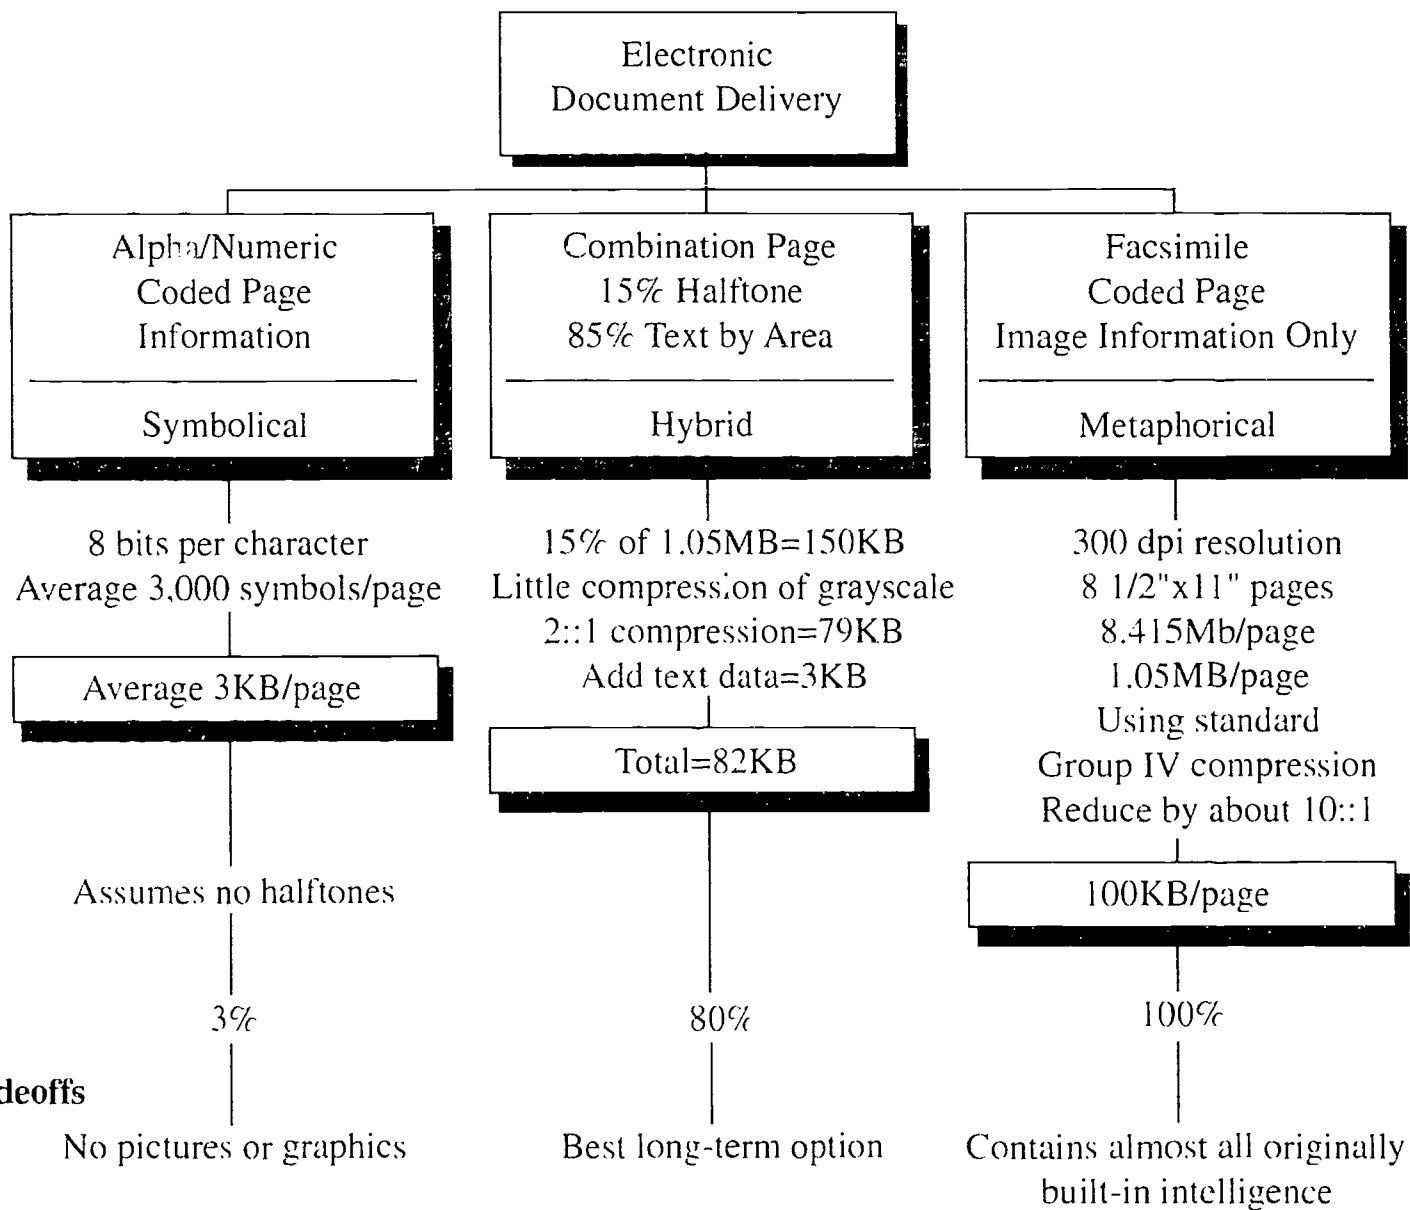 Electronic
Document Delivery
Alpha/Numeric
Coded Page
Information
Symbolical
8 bits per character
Average 3,000 symbols/page
Average 3KB/page
Assumes no halftones
3%
No pictures or graphics
Combination Page
15% Halftone
85% Text by Area
Hybrid
15% of 1.05MB=150KB
Little compression of grayscale
2::1 compression=79KB
Add text data=3KB
Total=82KB
80%
Best long-term option
Facsimile
Coded Page
Image Information Only
Metaphorical
300 dpi resolution
8 1/2"x11" pages
8.415Mb/page
1.05MB/page
Using standard
Group IV compression
Reduce by about 10::1
100KB/page
100%
Contains almost all originally
built-in intelligence
deoffs